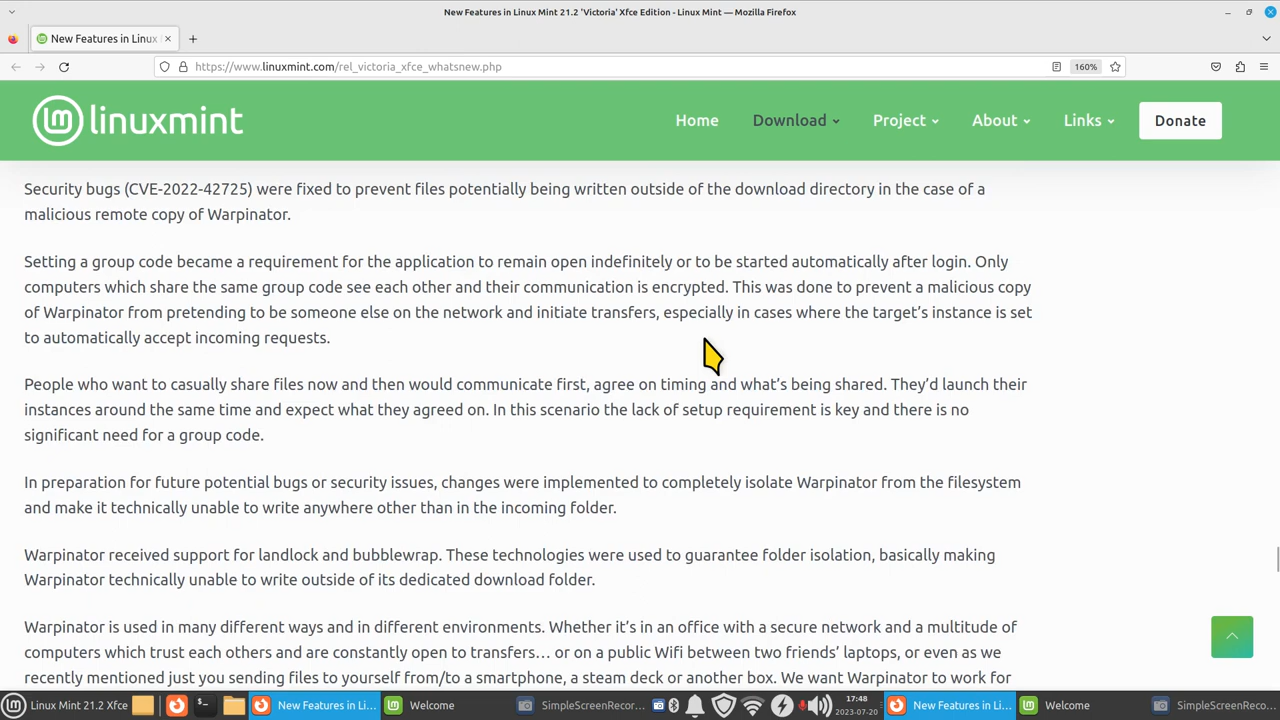 New Features in Linux Mint 21.2 'Victoria' Xfce Edition - Linux Mint — Mozilla Firefox
New Features in Linux
https://www.linuxmint.com/rel_victoria_xfce_whatsnew.php
160%
linuxmint
Home
Download
Project
About
Links
Donate
Security bugs (CVE-2022-42725) were fixed to prevent files potentially being written outside of the download directory in the case of a
malicious remote copy of Warpinator.
Setting a group code became a requirement for the application to remain open indefinitely or to be started automatically after login. Only
computers which share the same group code see each other and their communication is encrypted. This was done to prevent a malicious copy
of Warpinator from pretending to be someone else on the network and initiate transfers, especially in cases where the target’s instance is set
to automatically accept incoming requests.
People who want to casually share files now and then would communicate first, agree on timing and what’s being shared. They’d launch their
instances around the same time and expect what they agreed on. In this scenario the lack of setup requirement is key and there is no
significant need for a group code.
In preparation for future potential bugs or security issues, changes were implemented to completely isolate Warpinator from the filesystem
and make it technically unable to write anywhere other than in the incoming folder.
Warpinator received support for landlock and bubblewrap. These technologies were used to guarantee folder isolation, basically making
Warpinator technically unable to write outside of its dedicated download folder.
Warpinator is used in many different ways and in different environments. Whether it’s in an office with a secure network and a multitude of
computers which trust each others and are constantly open to transfers… or on a public Wifi between two friends’ laptops, or even as we
recently mentioned just you sending files to yourself from/to a smartphone, a steam deck or another box. We want Warpinator to work for
Linux Mint 21.2 Xfce
New Features in Li...
Welcome
SimpleScreenRecor...
17:48
2023-07-20
New Features in Li...
Welcome
SimpleScreenReco...